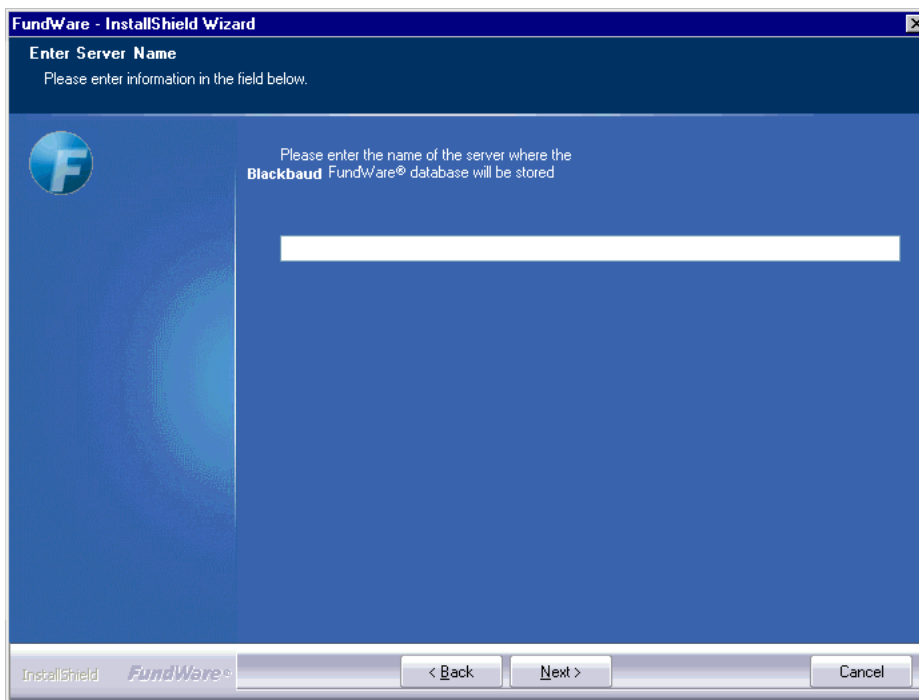 FundWare - InstallShield Wizard
Enter Server Name
Please enter information in the field below.
Please enter the name of the server where the
Blackbaud FundWare® database will be stored
InstallShield FundWare®
< Back
Next >
Cancel